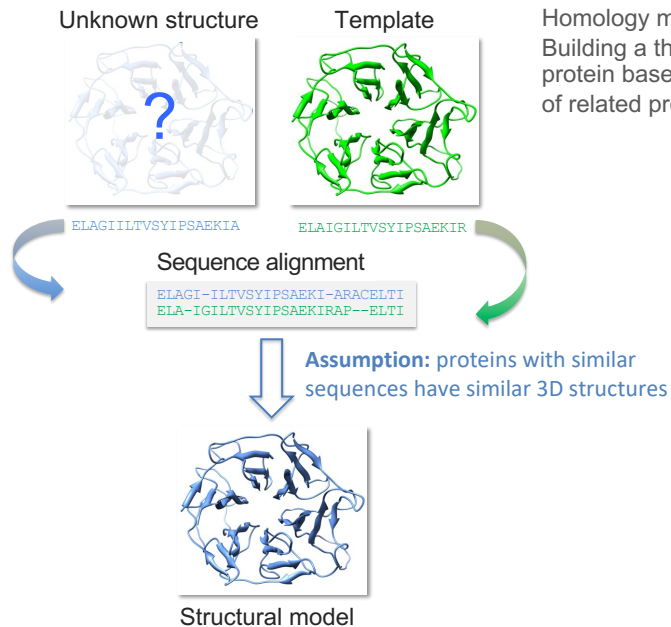 Unknown structure
Template
Homology m
Building a th
protein base
of related pr
?
ELAGIILTVSYIPSAEKIA
ELAIGILTVSYIPSAEKIR
Sequence alignment
ELAGI-ILTVSYIPSAEKI-ARACELTI
ELA-IGILTVSYIPSAEKIRAP--ELTI
Assumption: proteins with similar
sequences have similar 3D structures
Structural model